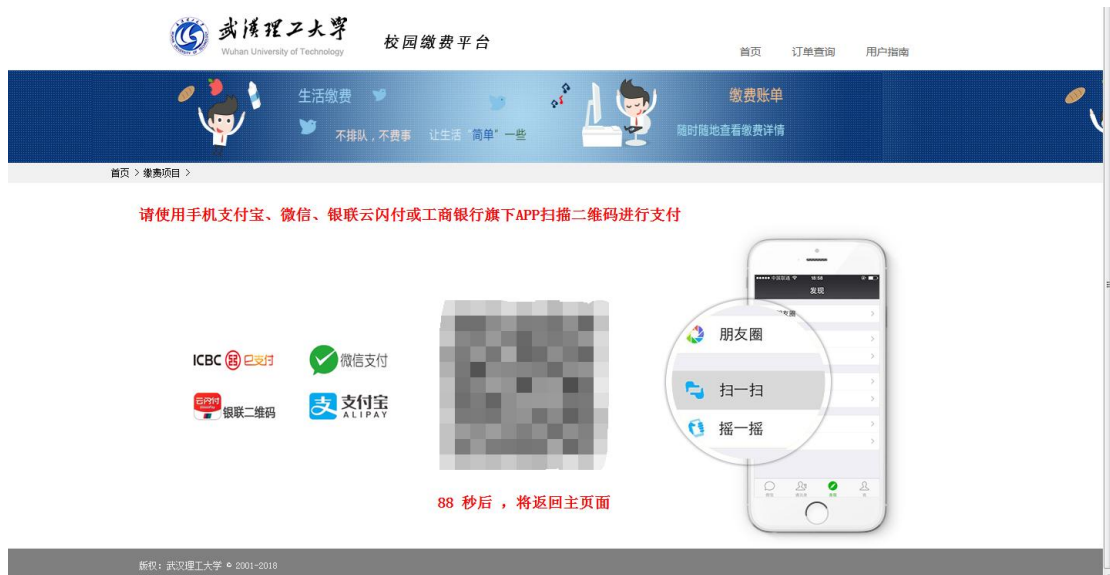 武汉理工大学
Wuhan University of Technology
校园缴费平台
首页 订单查询 用户指南
生活缴费
不排队，不费事 让生活“简单”一些
缴费账单
随时随地查看缴费详情
首页 > 缴费项目 >
请使用手机支付宝、微信、银联云闪付或工商银行旗下APP扫描二维码进行支付
发现
朋友圈
扫一扫
摇一摇
ICBC e支付
微信支付
云闪付
银联二维码
支付宝
ALIPAY
88 秒后 ，将返回主页面
版权：武汉理工大学 © 2001-2018